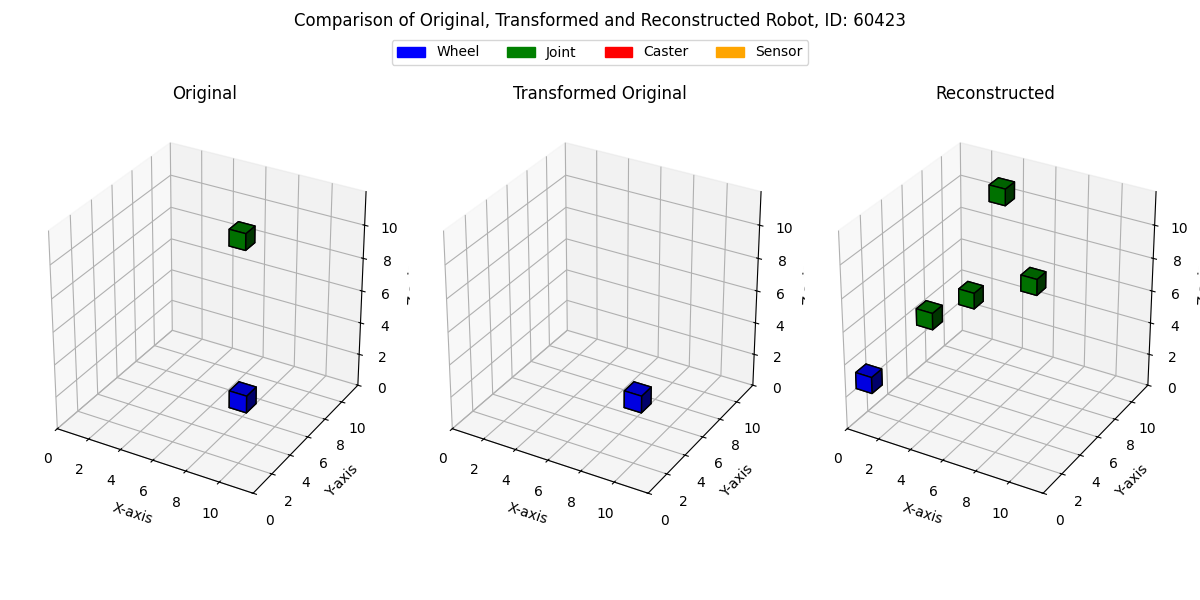 Comparison of Original, Transformed and Reconstructed Robot, ID: 60423
Wheel Joint Caster Sensor
Original
Transformed Original
Reconstructed
10
8
6
4
2
0
0 2 4 6 8 10
X-axis
0 2 4 6 8 10
Y-axis
10
8
6
4
2
0
0 2 4 6 8 10
X-axis
0 2 4 6 8 10
Y-axis
10
8
6
4
2
0
0 2 4 6 8 10
X-axis
0 2 4 6 8 10
Y-axis